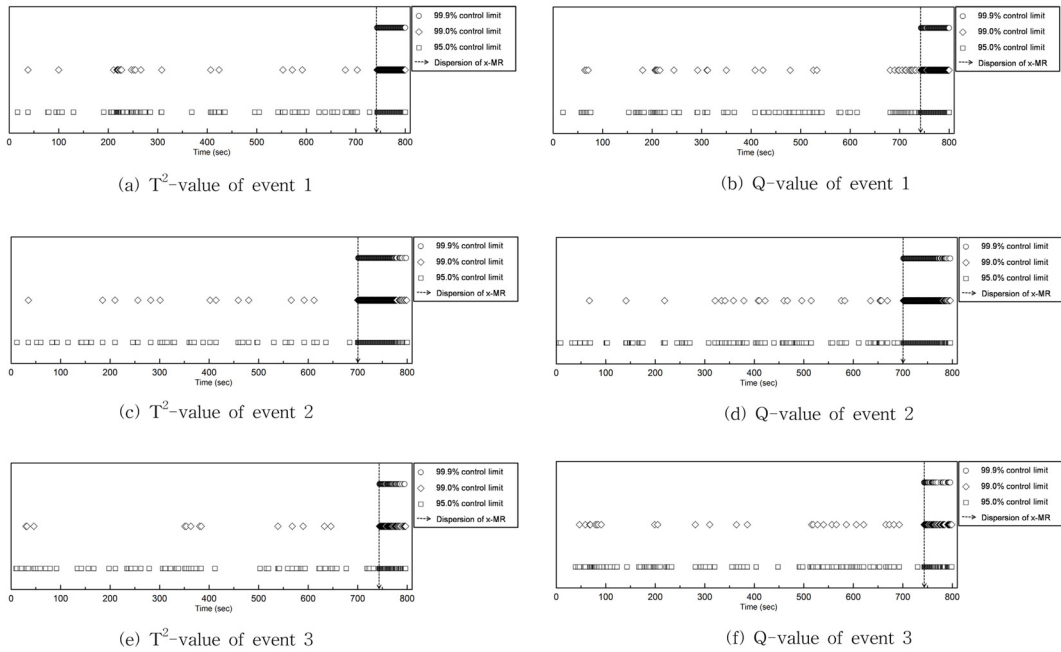 99.9% control limit
99.0% control limit
95.0% control limit
Dispersion of x-MR
0 100 200 300 400 500 600 700 800
Time (sec)
(a) T²-value of event 1
99.9% control limit
99.0% control limit
95.0% control limit
Dispersion of x-MR
0 100 200 300 400 500 600 700 800
Time (sec)
(b) Q-value of event 1
99.9% control limit
99.0% control limit
95.0% control limit
Dispersion of x-MR
0 100 200 300 400 500 600 700 800
Time (sec)
(c) T²-value of event 2
99.9% control limit
99.0% control limit
95.0% control limit
Dispersion of x-MR
0 100 200 300 400 500 600 700 800
Time (sec)
(d) Q-value of event 2
99.9% control limit
99.0% control limit
95.0% control limit
Dispersion of x-MR
0 100 200 300 400 500 600 700 800
Time (sec)
(e) T²-value of event 3
99.9% control limit
99.0% control limit
95.0% control limit
Dispersion of x-MR
0 100 200 300 400 500 600 700 800
Time (sec)
(f) Q-value of event 3